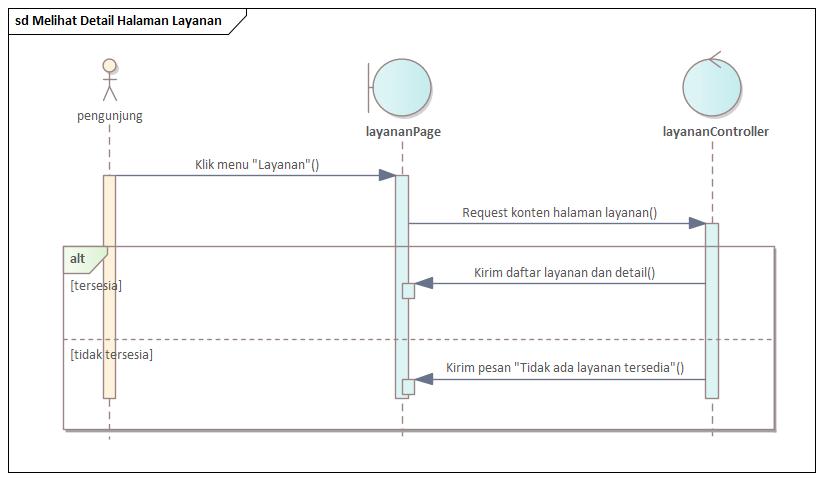 sd Melihat Detail Halaman Layanan
pengunjung
layananPage
layananController
Klik menu "Layanan"()
Request konten halaman layanan()
alt
Kirim daftar layanan dan detail()
[tersesia]
[tidak tersesia]
Kirim pesan "Tidak ada layanan tersedia"()